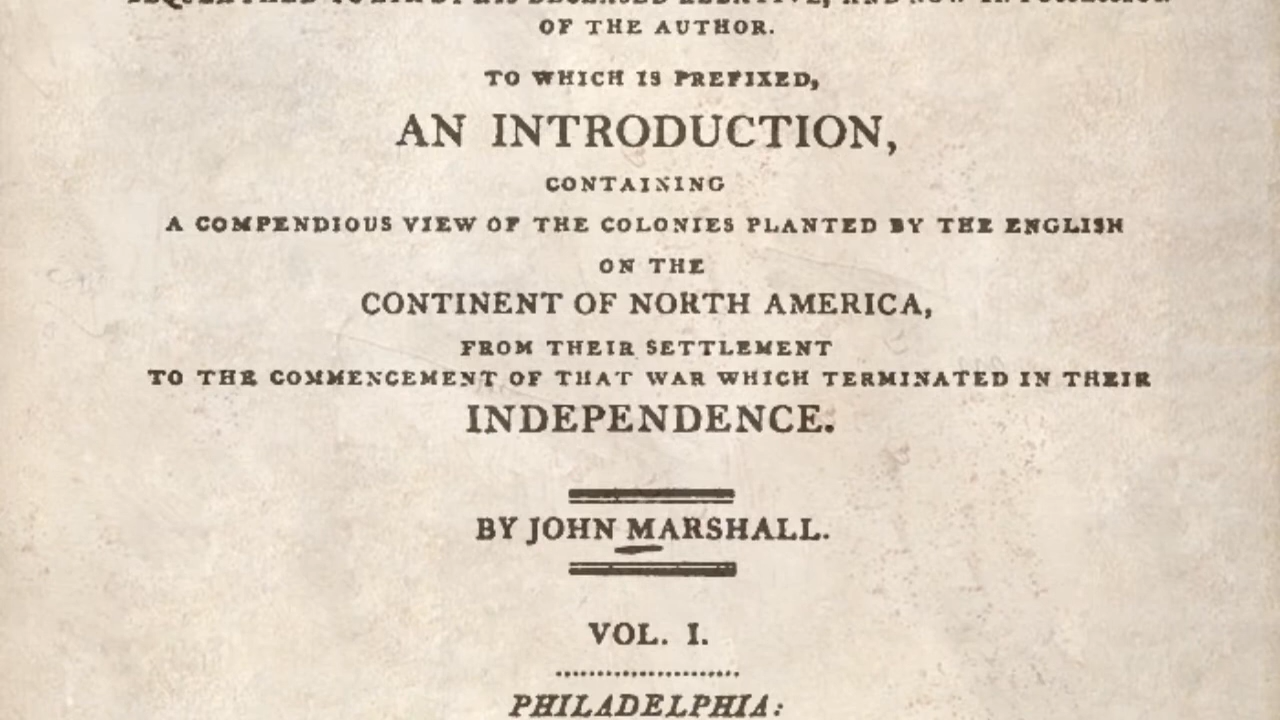 OF THE AUTHOR.
TO WHICH IS PREFIXED,
AN INTRODUCTION,
CONTAINING
A COMPENDIOUS VIEW OF THE COLONIES PLANTED BY THE ENGLISH
ON THE
CONTINENT OF NORTH AMERICA,
FROM THEIR SETTLEMENT
TO THE COMMENCEMENT OF THAT WAR WHICH TERMINATED IN THEIR
INDEPENDENCE.
BY JOHN MARSHALL.
VOL. I.
PHILADELPHIA: